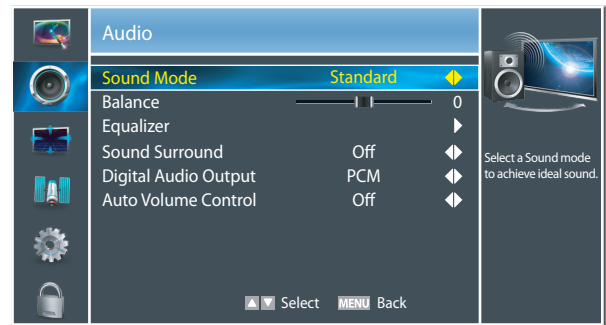 Audio
Sound Mode Standard
Balance 0
Equalizer
Sound Surround Off
Digital Audio Output PCM
Auto Volume Control Off
Select a Sound mode
to achieve ideal sound.
Select MENU Back